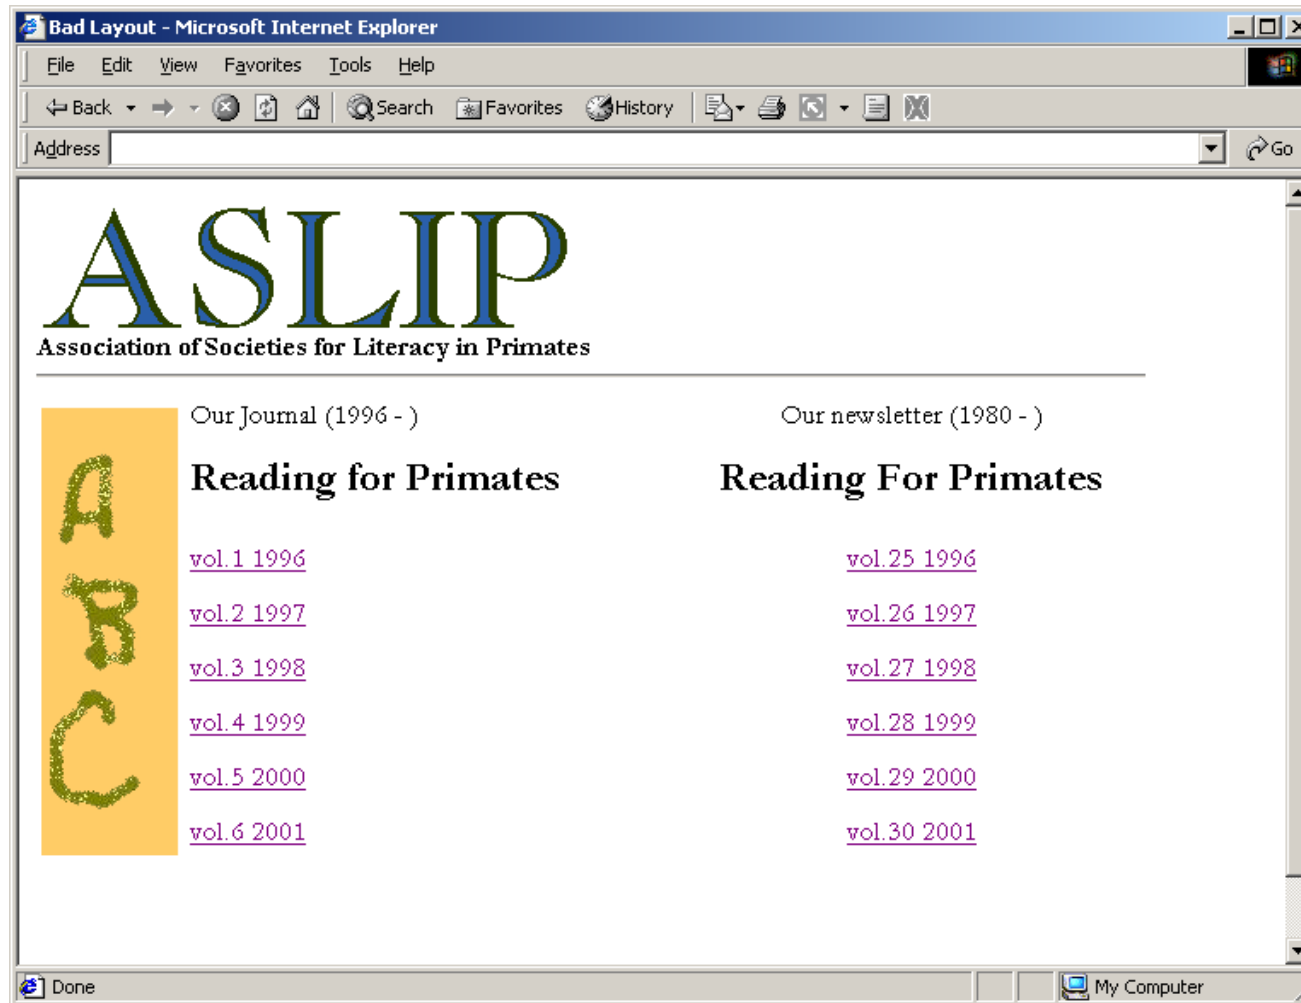 Bad Layout - Microsoft Internet Explorer
File Edit View Favorites Tools Help
Back Search Favorites History
Address Go
ASLIP
Association of Societies for Literacy in Primates
Our Journal (1996 - ) Our newsletter (1980 - )
Reading for Primates Reading For Primates
A
B
C
vol.1 1996 vol.25 1996
vol.2 1997 vol.26 1997
vol.3 1998 vol.27 1998
vol.4 1999 vol.28 1999
vol.5 2000 vol.29 2000
vol.6 2001 vol.30 2001
Done My Computer